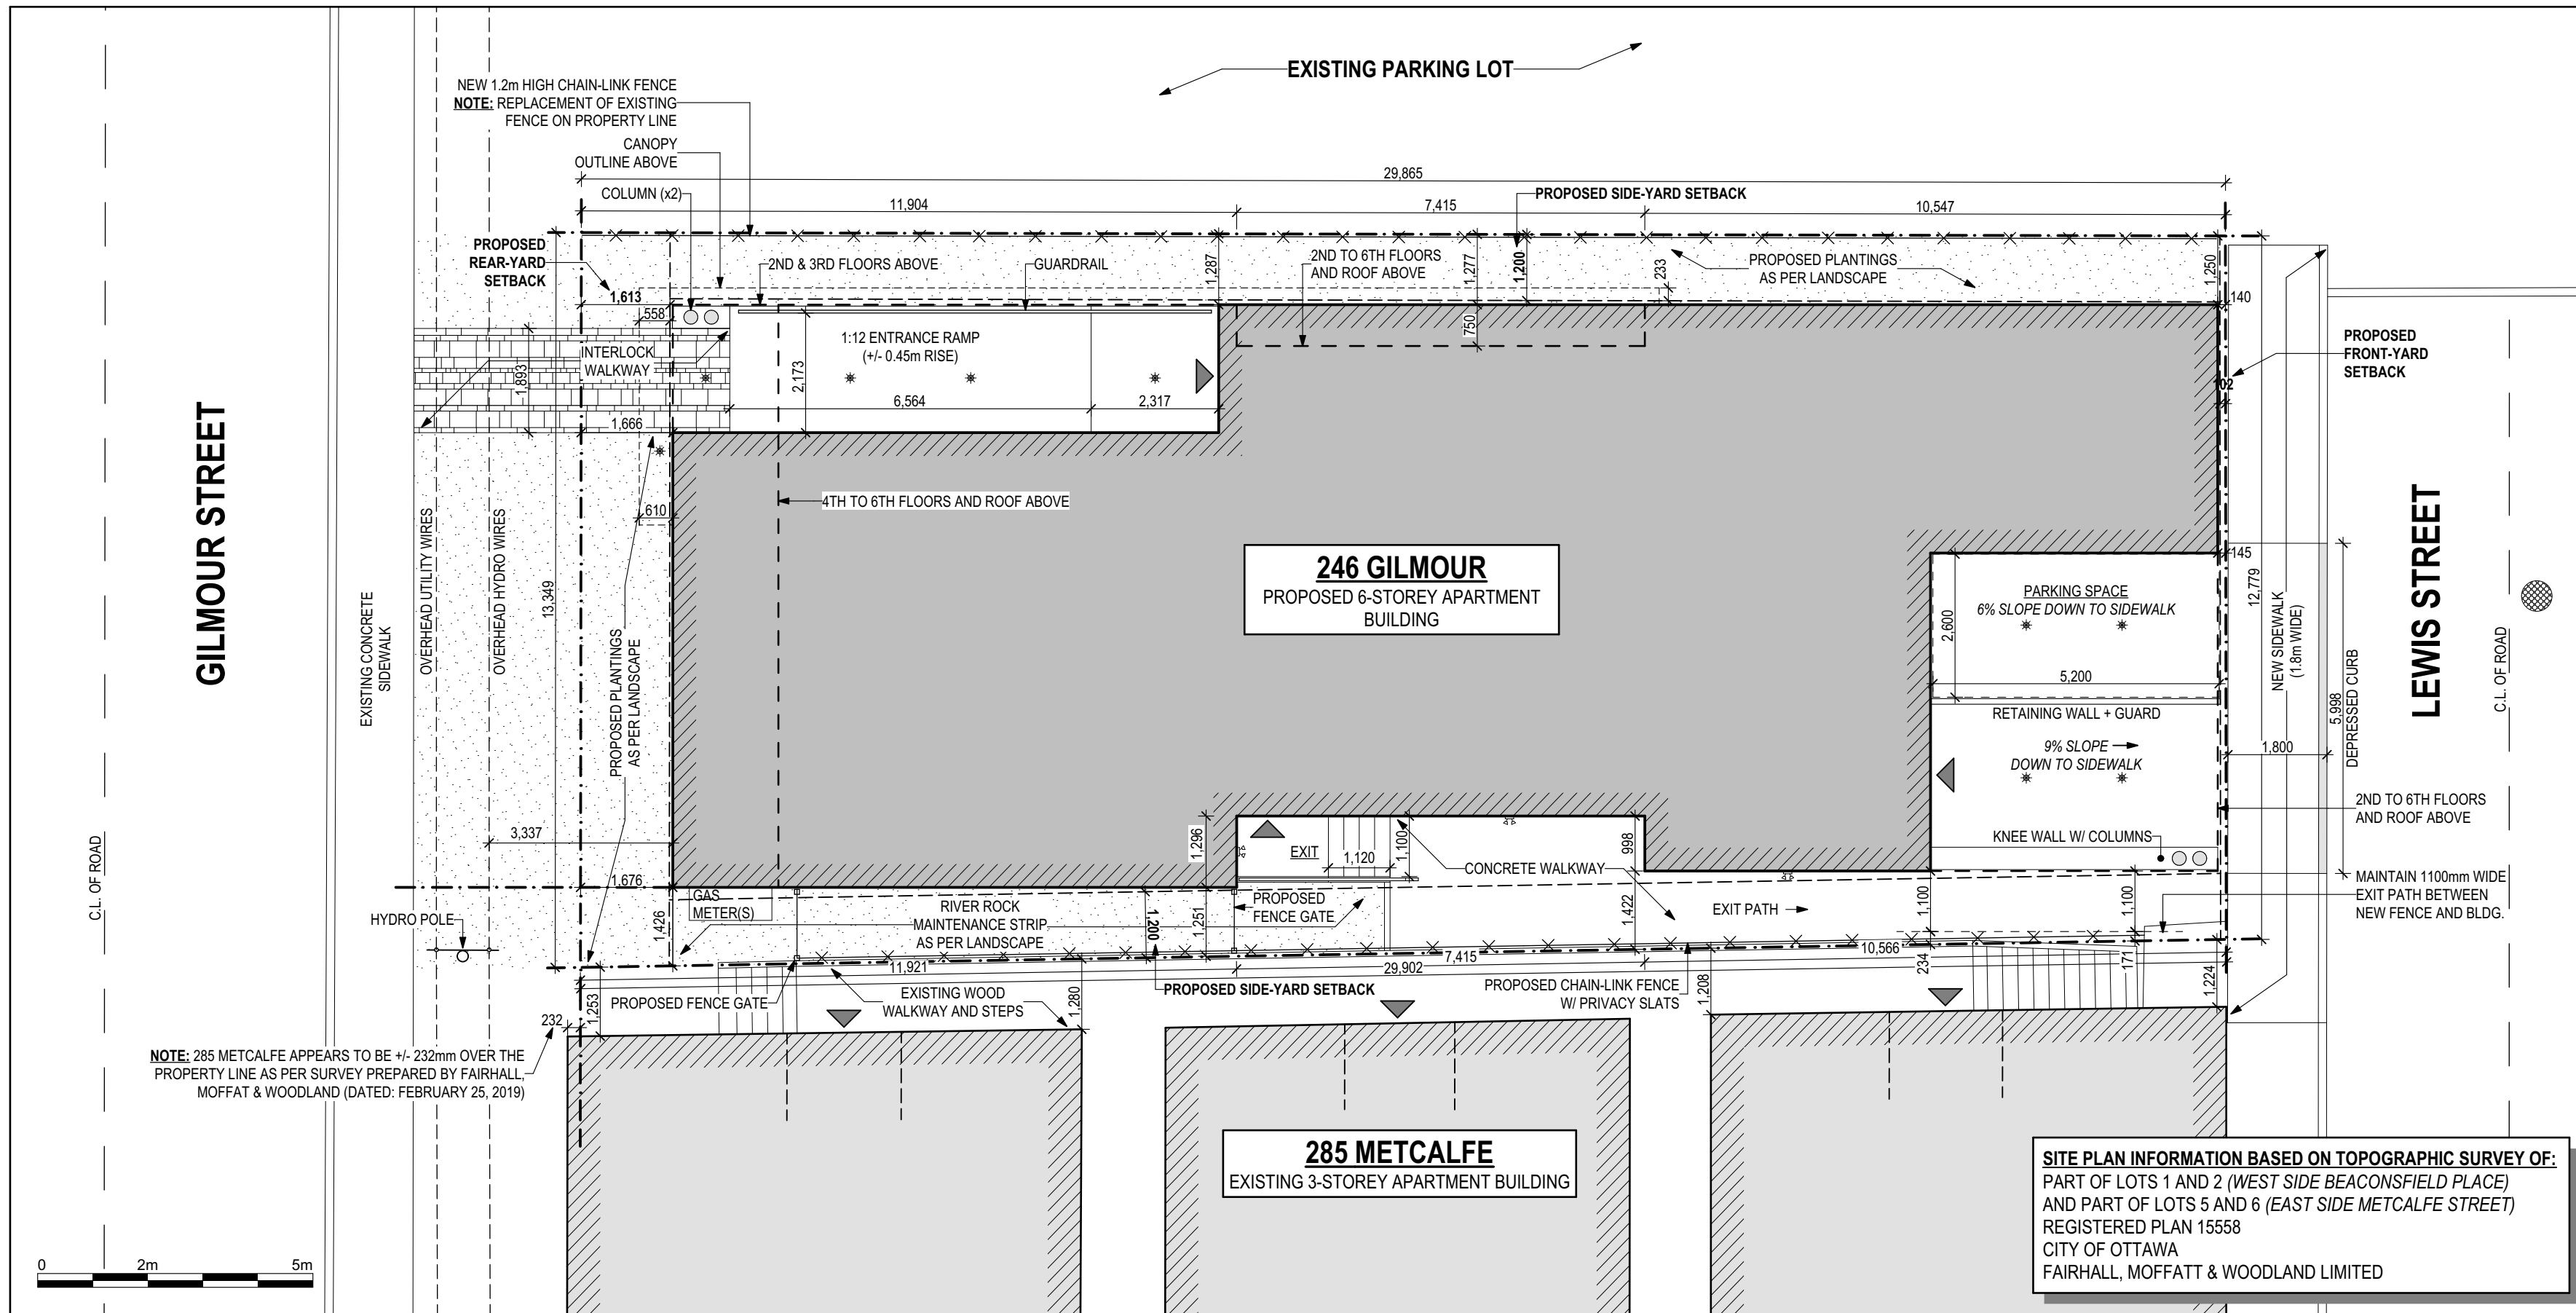 EXISTING PARKING LOT
NEW 1.2m HIGH CHAIN-LINK FENCE
NOTE: REPLACEMENT OF EXISTING
FENCE ON PROPERTY LINE
CANOPY
OUTLINE ABOVE
COLUMN (x2)
29,865
11,904
7,415
10,547
PROPOSED SIDE-YARD SETBACK
PROPOSED
REAR-YARD
SETBACK
1,613
558
2ND & 3RD FLOORS ABOVE
GUARDRAIL
1,287
2ND TO 6TH FLOORS
AND ROOF ABOVE
1,277
1,200
233
PROPOSED PLANTINGS
AS PER LANDSCAPE
1,250
140
750
PROPOSED
FRONT-YARD
SETBACK
102
INTERLOCK
WALKWAY
1,893
1:12 ENTRANCE RAMP
(+/- 0.45m RISE)
2,173
6,564
2,317
1,666
4TH TO 6TH FLOORS AND ROOF ABOVE
610
GILMOUR STREET
EXISTING CONCRETE
SIDEWALK
OVERHEAD UTILITY WIRES
OVERHEAD HYDRO WIRES
13,349
PROPOSED PLANTINGS
AS PER LANDSCAPE
246 GILMOUR
PROPOSED 6-STOREY APARTMENT
BUILDING
145
PARKING SPACE
6% SLOPE DOWN TO SIDEWALK
2,600
5,200
RETAINING WALL + GUARD
9% SLOPE
DOWN TO SIDEWALK
12,779
NEW SIDEWALK
(1.8m WIDE)
1,800
5,998
DEPRESSED CURB
LEWIS STREET
C.L. OF ROAD
2ND TO 6TH FLOORS
AND ROOF ABOVE
KNEE WALL W/ COLUMNS
MAINTAIN 1100mm WIDE
EXIT PATH BETWEEN
NEW FENCE AND BLDG.
C.L. OF ROAD
3,337
1,676
HYDRO POLE
GAS
METER(S)
1,426
RIVER ROCK
MAINTENANCE STRIP
AS PER LANDSCAPE
1,200
1,296
1,251
EXIT
1,120
1,100
CONCRETE WALKWAY
998
1,422
PROPOSED
FENCE GATE
EXIT PATH
1,100
1,100
11,921
29,902
7,415
10,566
234
171
1,224
1,208
PROPOSED FENCE GATE
EXISTING WOOD
WALKWAY AND STEPS
1,280
PROPOSED SIDE-YARD SETBACK
PROPOSED CHAIN-LINK FENCE
W/ PRIVACY SLATS
232
1,253
NOTE: 285 METCALFE APPEARS TO BE +/- 232mm OVER THE
PROPERTY LINE AS PER SURVEY PREPARED BY FAIRHALL,
MOFFAT & WOODLAND (DATED: FEBRUARY 25, 2019)
285 METCALFE
EXISTING 3-STOREY APARTMENT BUILDING
SITE PLAN INFORMATION BASED ON TOPOGRAPHIC SURVEY OF:
PART OF LOTS 1 AND 2 (WEST SIDE BEACONSFIELD PLACE)
AND PART OF LOTS 5 AND 6 (EAST SIDE METCALFE STREET)
REGISTERED PLAN 15558
CITY OF OTTAWA
FAIRHALL, MOFFATT & WOODLAND LIMITED
0 2m 5m